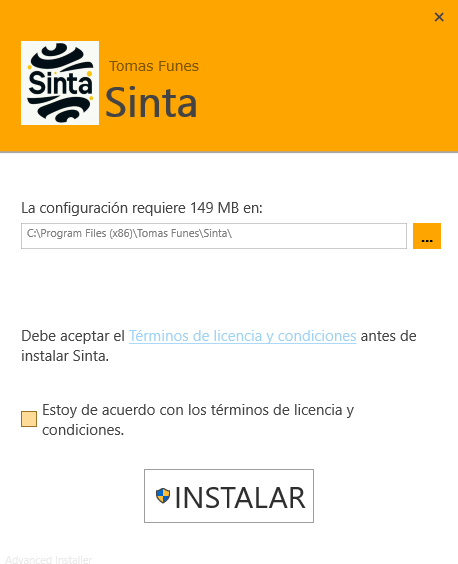 Sinta
Tomas Funes
Sinta
La configuración requiere 149 MB en:
C:\Program Files (x86)\Tomas Funes\Sinta\
...
Debe aceptar el Términos de licencia y condiciones antes de
instalar Sinta.
Estoy de acuerdo con los términos de licencia y
condiciones.
INSTALAR
Advanced Installer